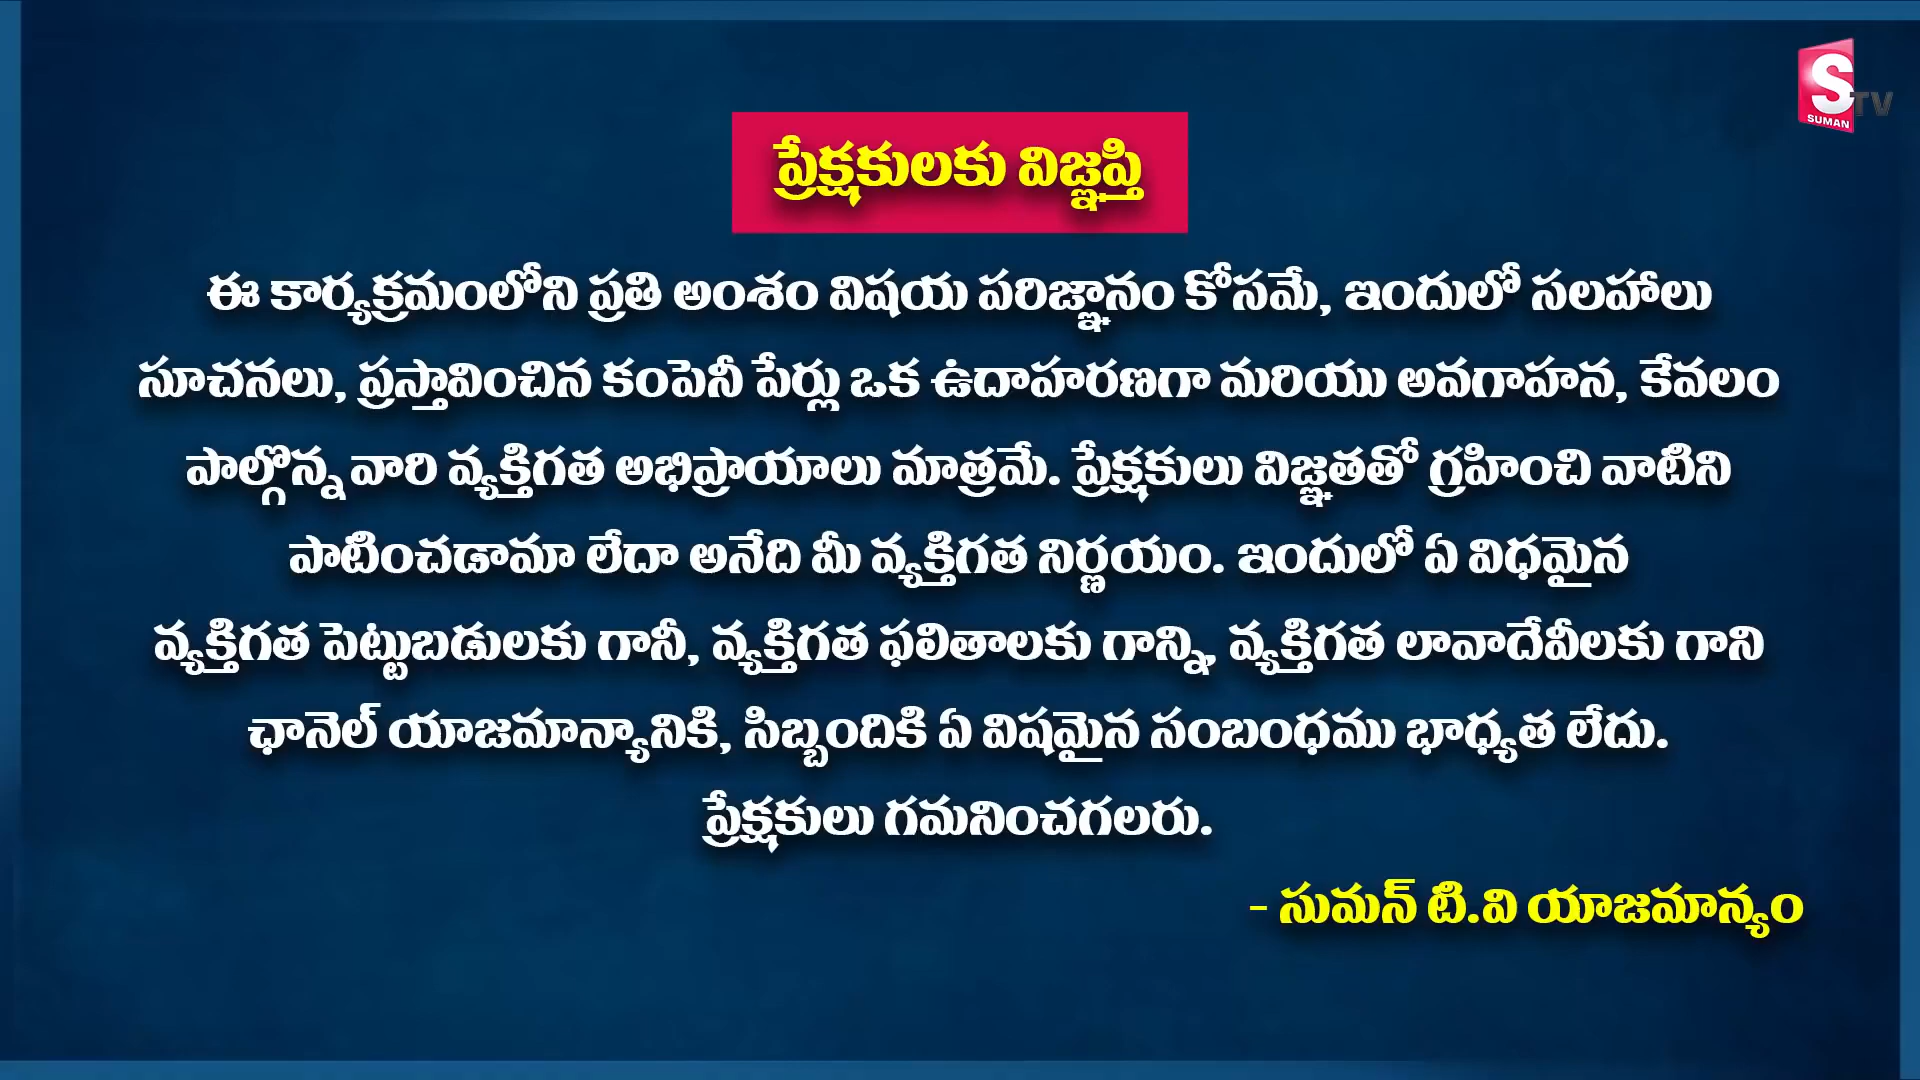 S
TV
SUMAN
ప్రేక్షకులకు విజ్ఞప్తి
ఈ కార్యక్రమంలోని ప్రతి అంశం విషయ పరిజ్ఞానం కోసమే, ఇందులో సలహాలు
సూచనలు, ప్రస్తావించిన కంపెనీ పేర్లు ఒక ఉదాహరణగా మరియు అవగాహన, కేవలం
పాల్గొన్నవారి వ్యక్తిగత అభిప్రాయాలు మాత్రమే. ప్రేక్షకులు విజ్ఞతతో గ్రహించి వాటిని
పాటించడామా లేదా అనేది మీ వ్యక్తిగత నిర్ణయం. ఇందులో ఏ విధమైన
వ్యక్తిగత పెట్టుబడులకు గానీ, వ్యక్తిగత ఫలితాలకు గాన్ని, వ్యక్తిగత లావాదేవీలకు గాని
ఛానెల్ యాజమాన్యానికి, సిబ్బందికి ఏ విషమైన సంబంధము భాధ్యత లేదు.
ప్రేక్షకులు గమనించగలరు.
- సుమన్ టి.వి యాజమాన్యం